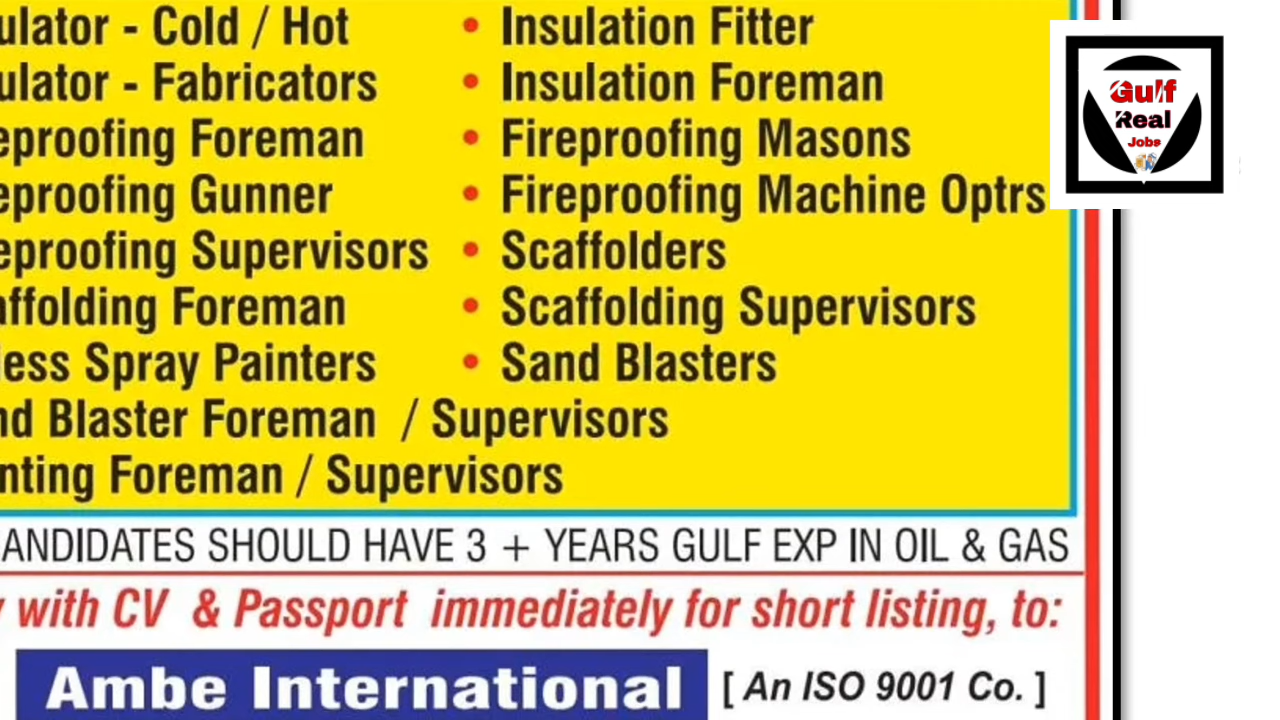 ulator - Cold / Hot • Insulation Fitter
ulator - Fabricators • Insulation Foreman
eproofing Foreman • Fireproofing Masons
eproofing Gunner • Fireproofing Machine Optrs
eproofing Supervisors • Scaffolders
affolding Foreman • Scaffolding Supervisors
less Spray Painters • Sand Blasters
nd Blaster Foreman / Supervisors
nting Foreman / Supervisors
ANDIDATES SHOULD HAVE 3 + YEARS GULF EXP IN OIL & GAS
with CV & Passport immediately for short listing, to:
Ambe International [ An ISO 9001 Co. ]
Gulf
Real
Jobs